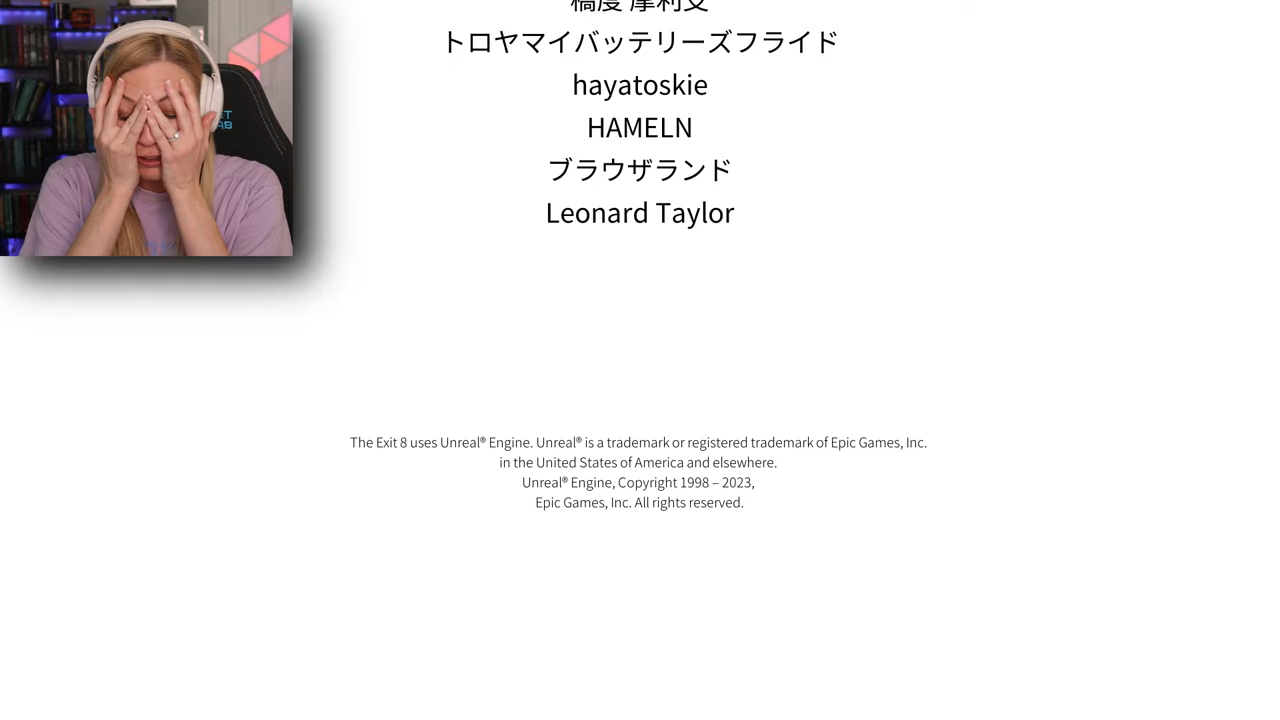 トロヤマイバッテリーズフライド
hayatoskie
HAMELN
ブラウザランド
Leonard Taylor
The Exit 8 uses Unreal® Engine. Unreal® is a trademark or registered trademark of Epic Games, Inc.
in the United States of America and elsewhere.
Unreal® Engine, Copyright 1998 – 2023,
Epic Games, Inc. All rights reserved.